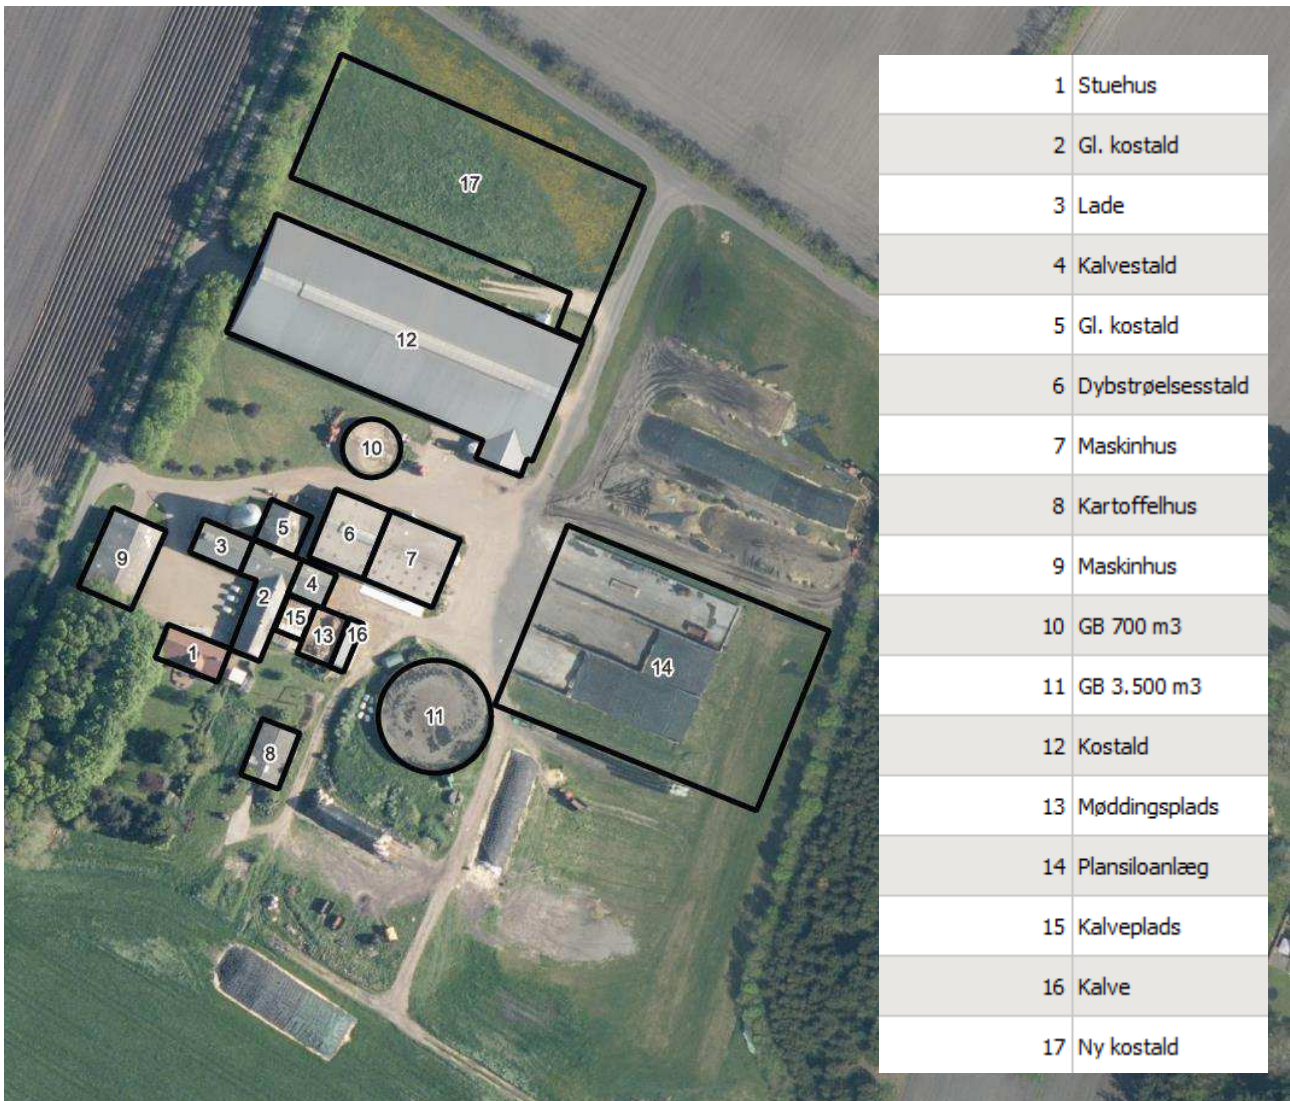 17
12
10
5
6
3
7
9
4
2
15
13
16
1
14
11
8
1 Stuehus
2 Gl. kostald
3 Lade
4 Kalvestald
5 Gl. kostald
6 Dybstrøelsesstald
7 Maskinhus
8 Kartoffelhus
9 Maskinhus
10 GB 700 m3
11 GB 3.500 m3
12 Kostald
13 Møddingsplads
14 Plansiloanlæg
15 Kalveplads
16 Kalve
17 Ny kostald